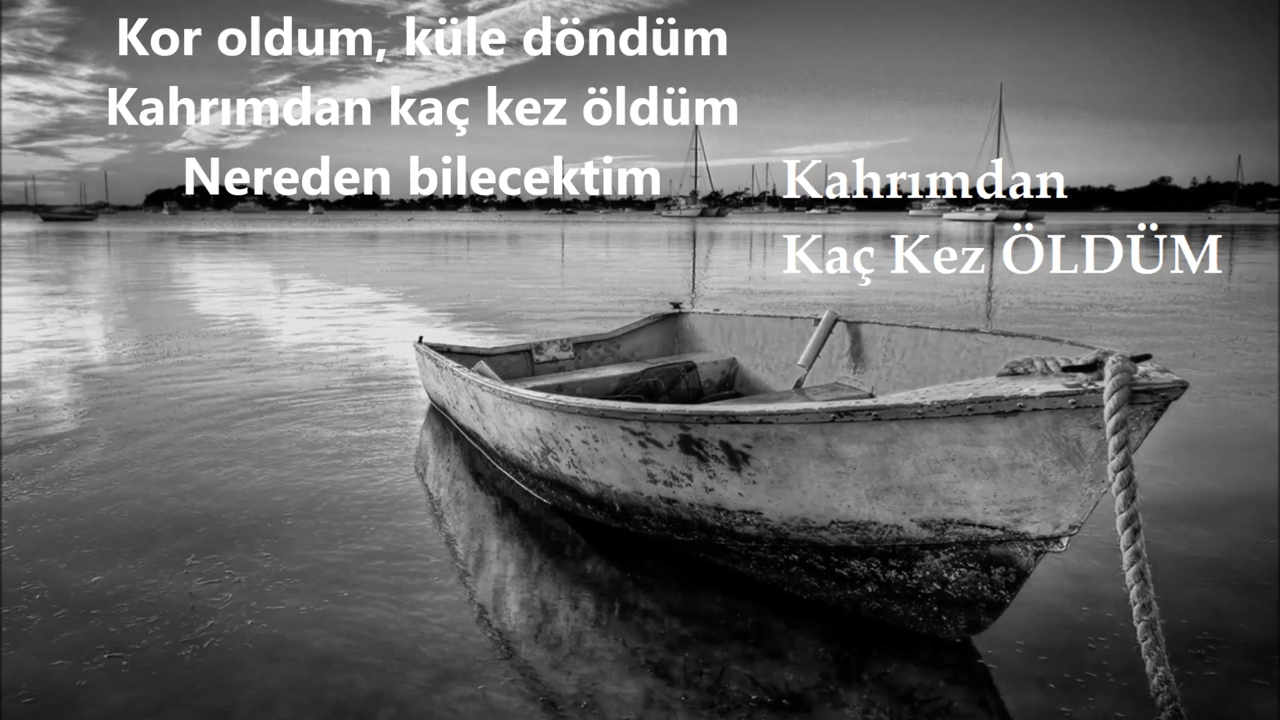 Kor oldum, küle döndüm
Kahrımdan kaç kez öldüm
Nereden bilecektim
Kahrımdan
Kaç Kez ÖLDÜM